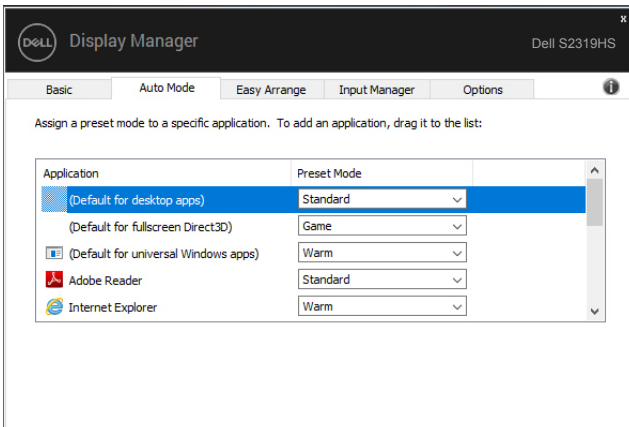 DELL Display Manager
x
Dell S2319HS
Basic Auto Mode Easy Arrange Input Manager Options
Assign a preset mode to a specific application. To add an application, drag it to the list:
Application Preset Mode
(Default for desktop apps) Standard
(Default for fullscreen Direct3D) Game
(Default for universal Windows apps) Warm
Adobe Reader Standard
Internet Explorer Warm